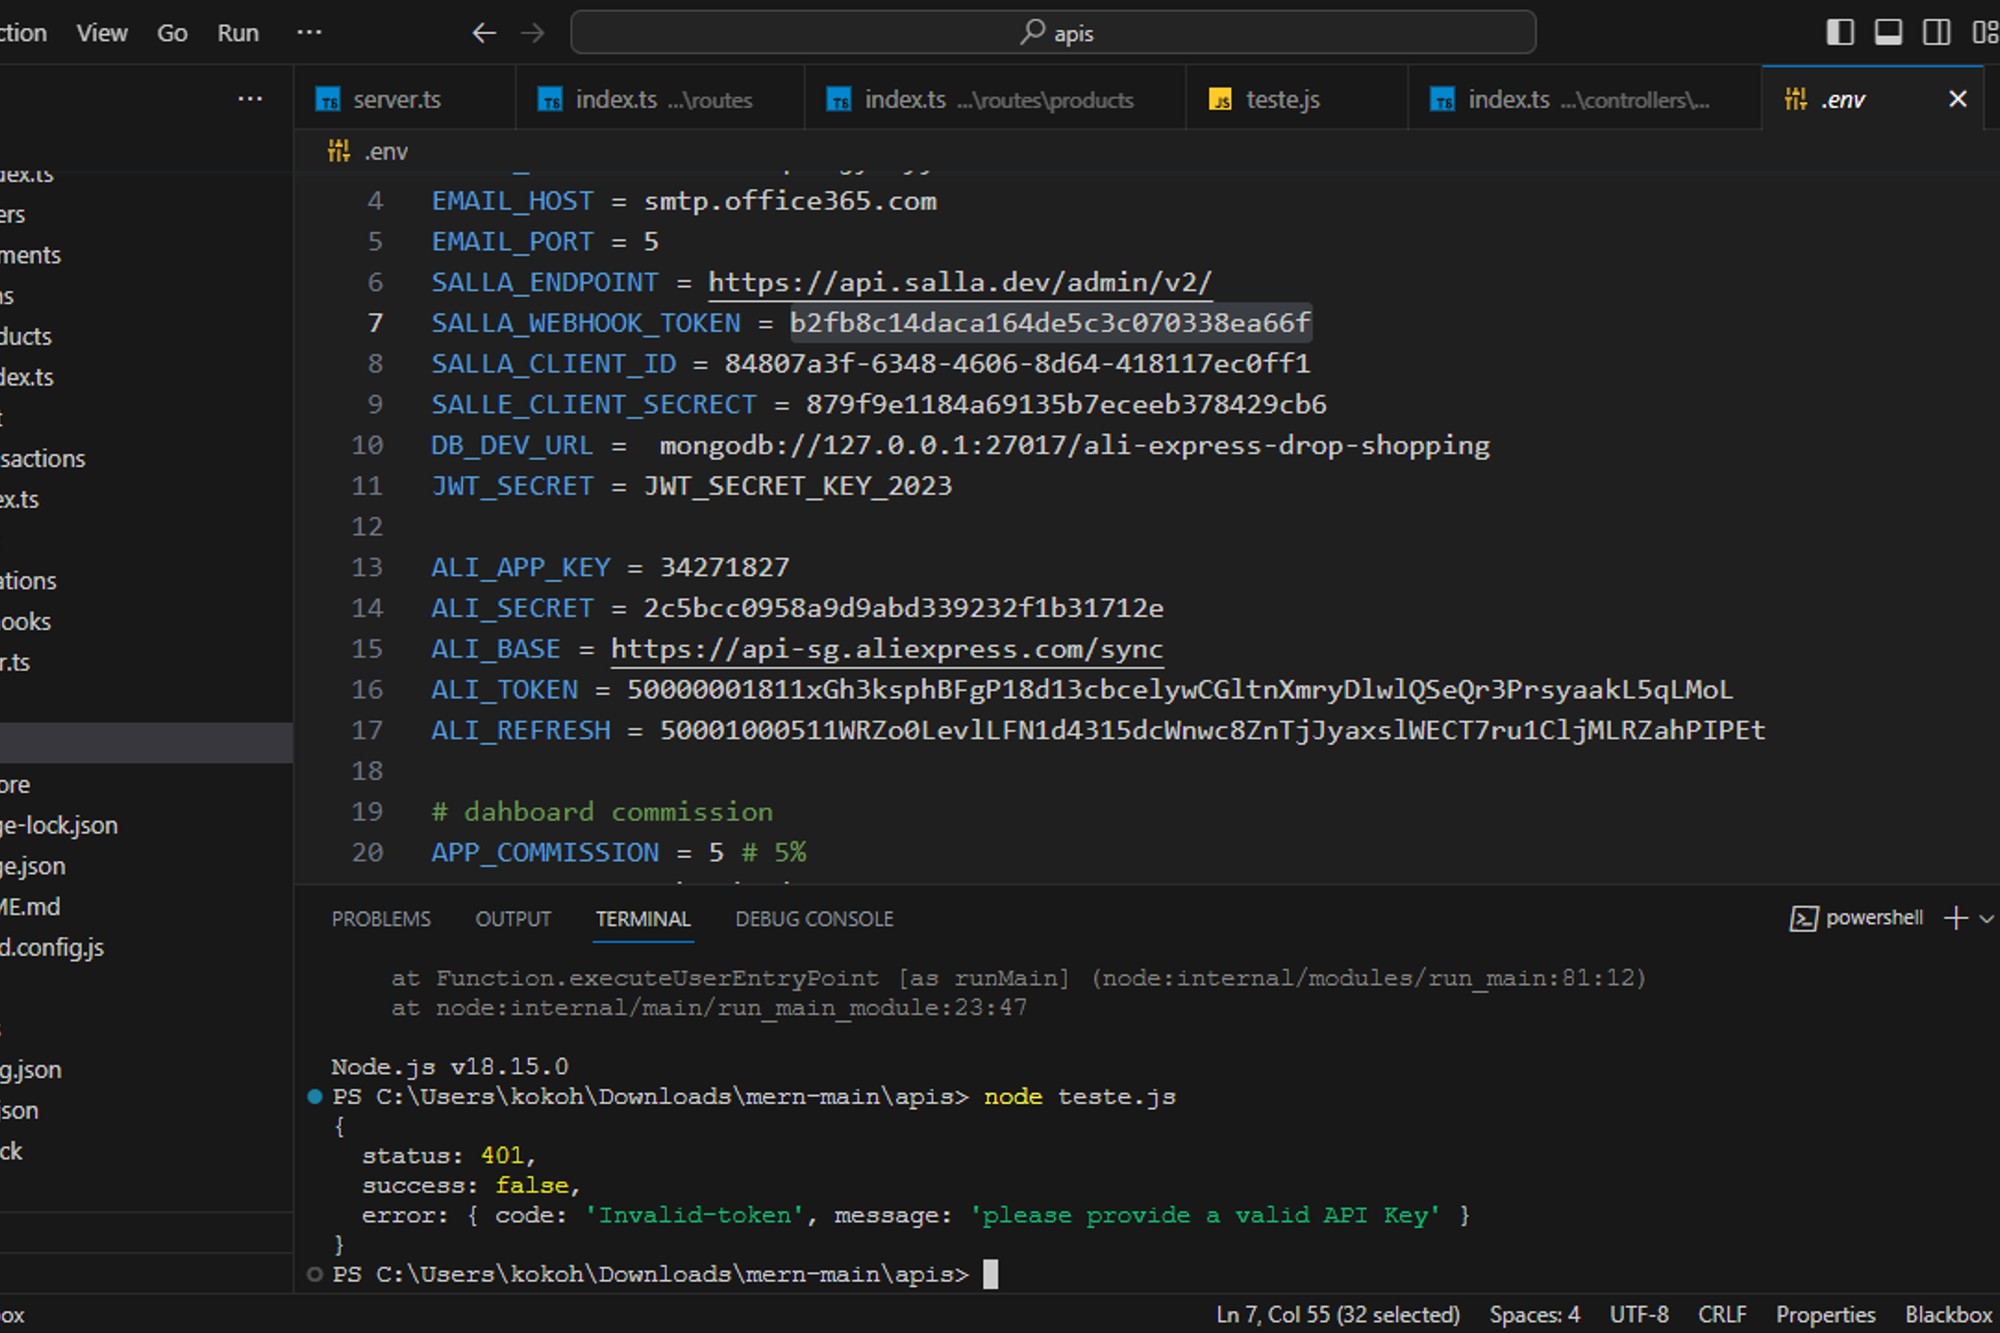 ction View Go Run ···
apis
server.ts
index.ts ...\routes
index.ts ...\routes\products
teste.js
index.ts ...\controllers\...
.env
.env
dex.ts
ers
ments
ns
ducts
dex.ts
t
sactions
ex.ts
ations
ooks
r.ts
ore
ge-lock.json
ge.json
ME.md
d.config.js
g.json
json
ck
ox
4 EMAIL_HOST = smtp.office365.com
5 EMAIL_PORT = 5
6 SALLA_ENDPOINT = https://api.salla.dev/admin/v2/
7 SALLA_WEBHOOK_TOKEN = b2fb8c14daca164de5c3c070338ea66f
8 SALLA_CLIENT_ID = 84807a3f-6348-4606-8d64-418117ec0ff1
9 SALLE_CLIENT_SECRECT = 879f9e1184a69135b7eceeb378429cb6
10 DB_DEV_URL =  mongodb://127.0.0.1:27017/ali-express-drop-shopping
11 JWT_SECRET = JWT_SECRET_KEY_2023
12
13 ALI_APP_KEY = 34271827
14 ALI_SECRET = 2c5bcc0958a9d9abd339232f1b31712e
15 ALI_BASE = https://api-sg.aliexpress.com/sync
16 ALI_TOKEN = 50000001811xGh3ksphBFgP18d13cbcelywCGltnXmryDlwlQSeQr3PrsyaakL5qLMoL
17 ALI_REFRESH = 50001000511WRZo0LevlLFN1d4315dcWnwc8ZnTjJyaxslWECT7ru1CljMLRZahPIPEt
18
19 # dahboard commission
20 APP_COMMISSION = 5 # 5%
PROBLEMS OUTPUT TERMINAL DEBUG CONSOLE
powershell
at Function.executeUserEntryPoint [as runMain] (node:internal/modules/run_main:81:12)
at node:internal/main/run_main_module:23:47
Node.js v18.15.0
PS C:\Users\kokoh\Downloads\mern-main\apis> node teste.js
{
status: 401,
success: false,
error: { code: 'Invalid-token', message: 'please provide a valid API Key' }
}
PS C:\Users\kokoh\Downloads\mern-main\apis>
Ln 7, Col 55 (32 selected) Spaces: 4 UTF-8 CRLF Properties Blackbox